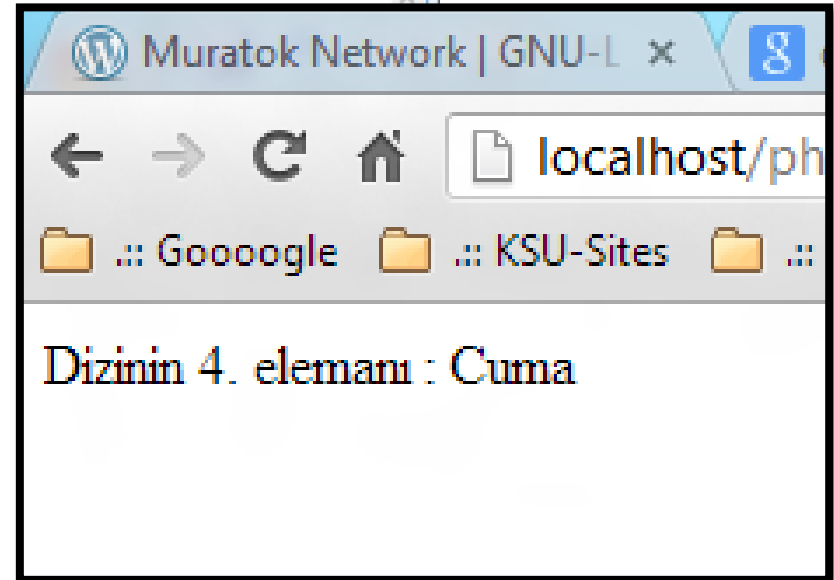 Muratok Network | GNU-L
localhost/ph
.:: Goooogle .:: KSU-Sites .::
Dizinin 4. elemanı : Cuma